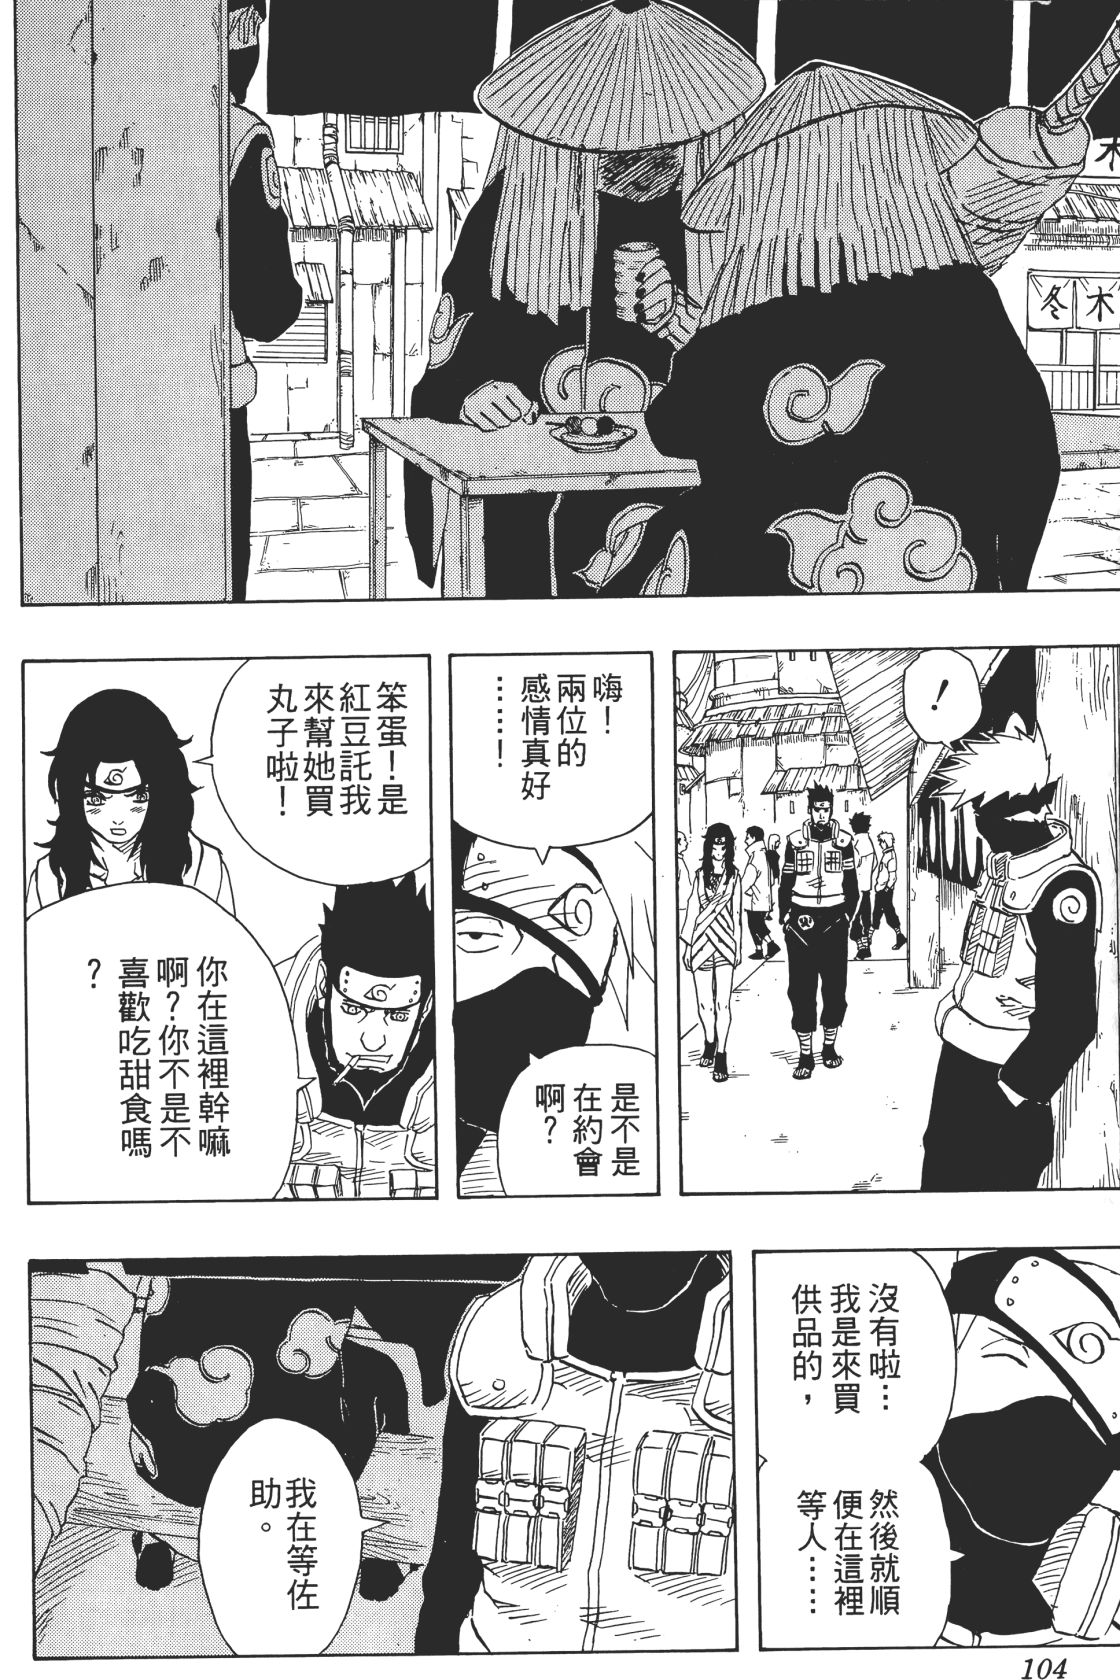 木
冬木
！
嗨！
兩位的
感情真好
……！
是不是
在約會
啊？
笨蛋！是
紅豆託我
來幫她買
丸子啦！
你在這裡幹嘛
啊？你不是不
喜歡吃甜食嗎
？
沒有啦…
我是來買
供品的，
然後就順
便在這裡
等人……
我在等佐
助。
104